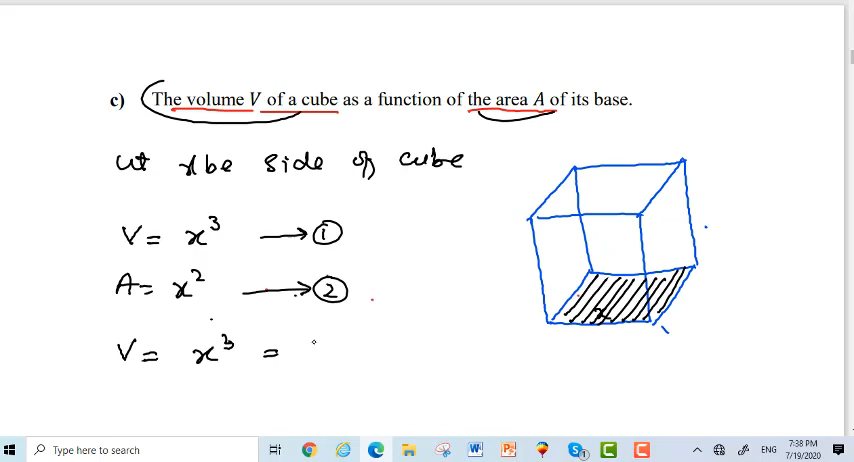 c) The volume V of a cube as a function of the area A of its base.
let x be side of cube
V = x³ → ①
A = x² → ②
V = x³ =
x
Type here to search
ENG
7:38 PM
7/19/2020